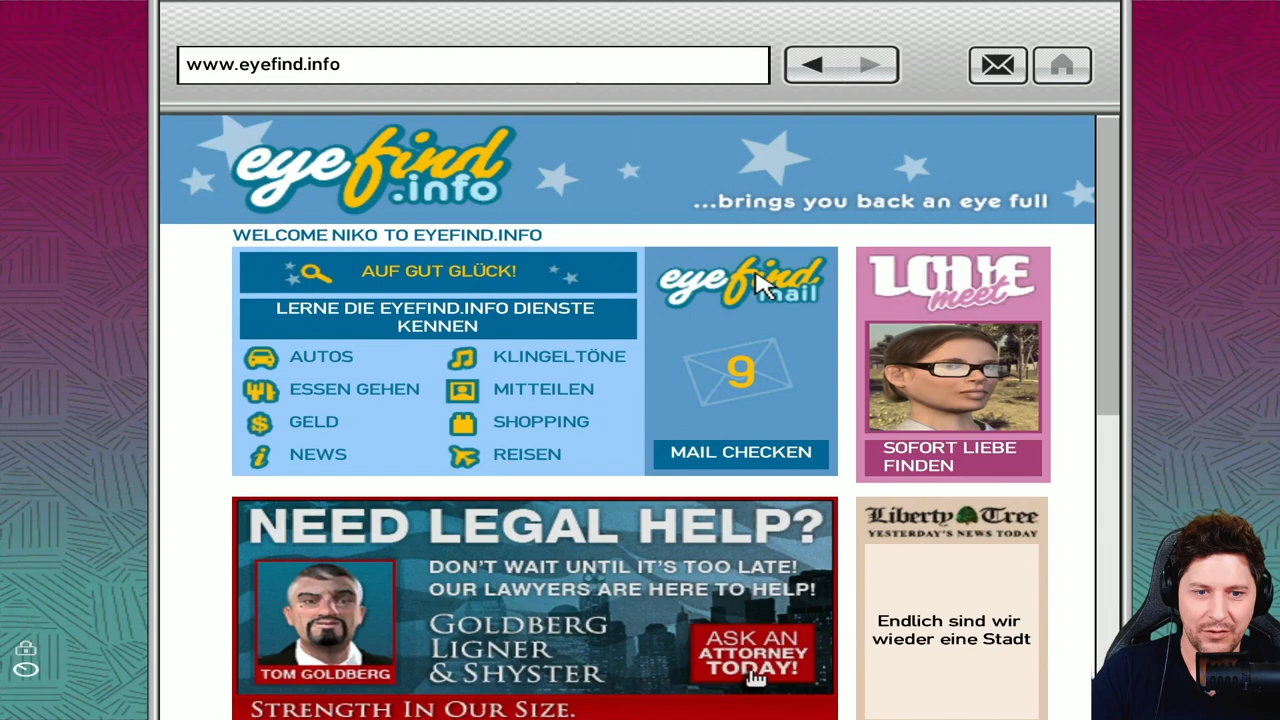 www.eyefind.info
eyefind
.info
...brings you back an eye full
WELCOME NIKO TO EYEFIND.INFO
AUF GUT GLÜCK!
LERNE DIE EYEFIND.INFO DIENSTE
KENNEN
AUTOS
KLINGELTÖNE
ESSEN GEHEN
MITTEILEN
GELD
SHOPPING
NEWS
REISEN
eyefind
mail
9
MAIL CHECKEN
LOVE
meet
SOFORT LIEBE
FINDEN
NEED LEGAL HELP?
DON'T WAIT UNTIL IT'S TOO LATE!
OUR LAWYERS ARE HERE TO HELP!
GOLDBERG
LIGNER
& SHYSTER
TOM GOLDBERG
ASK AN
ATTORNEY
TODAY!
STRENGTH IN OUR SIZE.
Liberty Tree
YESTERDAY'S NEWS TODAY
Endlich sind wir
wieder eine Stadt